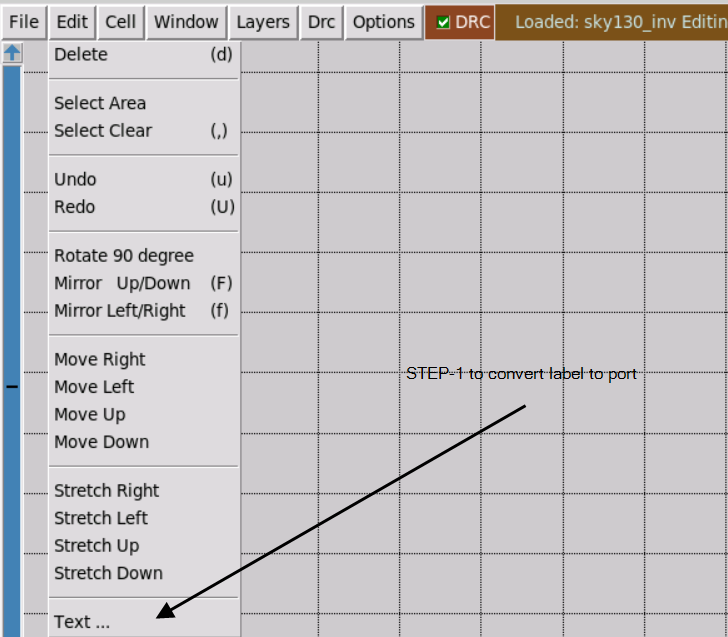 File Edit Cell Window Layers Drc Options DRC Loaded: sky130_inv Editin
Delete (d)
Select Area
Select Clear (,)
Undo (u)
Redo (U)
Rotate 90 degree
Mirror Up/Down (F)
Mirror Left/Right (f)
Move Right
Move Left
Move Up
Move Down
Stretch Right
Stretch Left
Stretch Up
Stretch Down
Text ...
STEP-1 to convert label to port